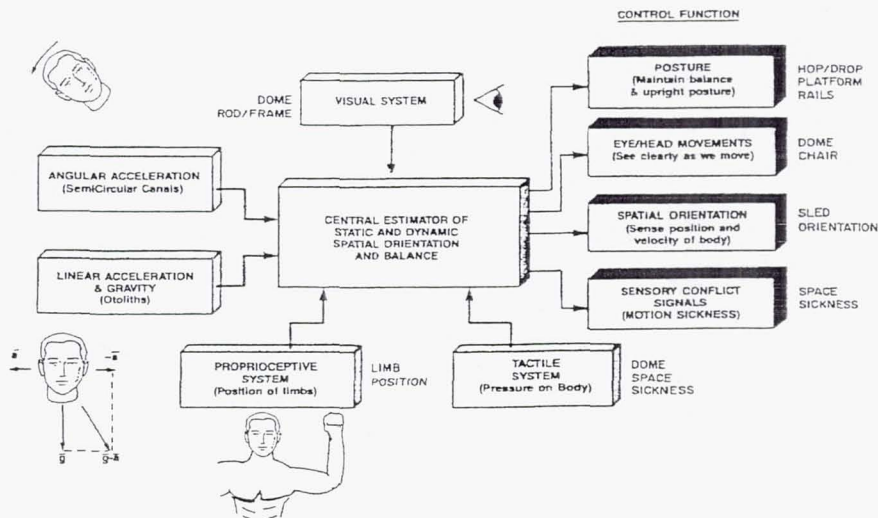 CONTROL FUNCTION
POSTURE
(Maintain balance
& upright posture)
HOP/DROP
PLATFORM
RAILS
DOME
ROD/FRAME
VISUAL SYSTEM
EYE/HEAD MOVEMENTS
(See clearly as we move)
DOME
CHAIR
ANGULAR ACCELERATION
(SemiCircular Canals)
CENTRAL ESTIMATOR OF
STATIC AND DYNAMIC
SPATIAL ORIENTATION
AND BALANCE
SPATIAL ORIENTATION
(Sense position and
velocity of body)
SLED
ORIENTATION
LINEAR ACCELERATION
& GRAVITY
(Otoliths)
SENSORY CONFLICT
SIGNALS
(MOTION SICKNESS)
SPACE
SICKNESS
PROPRIOCEPTIVE
SYSTEM
(Position of limbs)
LIMB
POSITION
TACTILE
SYSTEM
(Pressure on Body)
DOME
SPACE
SICKNESS
a
-a
g